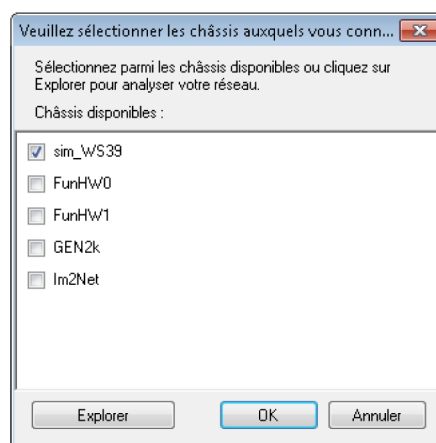 Veuillez sélectionner les châssis auxquels vous conn...
Sélectionnez parmi les châssis disponibles ou cliquez sur
Explorer pour analyser votre réseau.
Châssis disponibles :
sim_WS39
FunHW0
FunHW1
GEN2k
Im2Net
Explorer OK Annuler